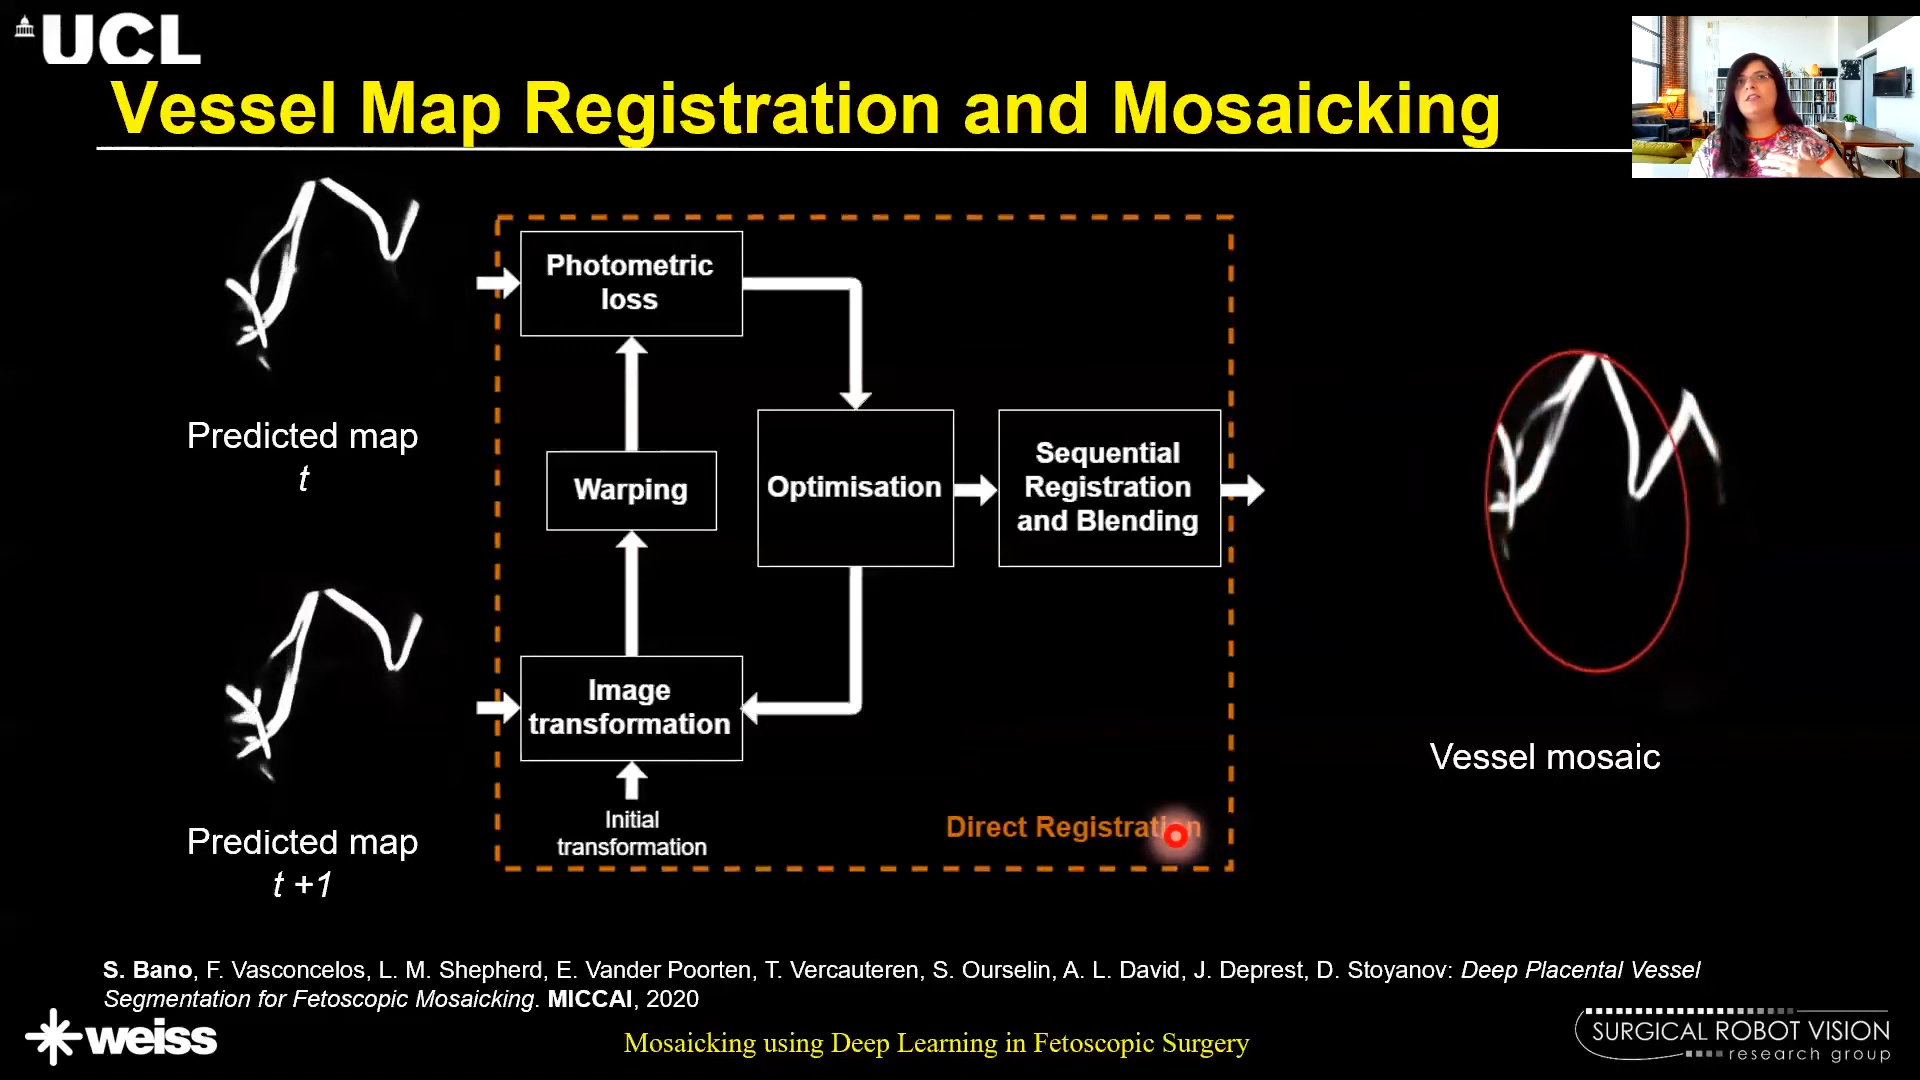 UCL
Vessel Map Registration and Mosaicking
Photometric
loss
Predicted map
t
Warping
Optimisation
Sequential
Registration
and Blending
Image
transformation
Initial
transformation
Direct Registration
Predicted map
t +1
Vessel mosaic
S. Bano, F. Vasconcelos, L. M. Shepherd, E. Vander Poorten, T. Vercauteren, S. Ourselin, A. L. David, J. Deprest, D. Stoyanov: Deep Placental Vessel
Segmentation for Fetoscopic Mosaicking. MICCAI, 2020
weiss
Mosaicking using Deep Learning in Fetoscopic Surgery
SURGICAL ROBOT VISION
research group